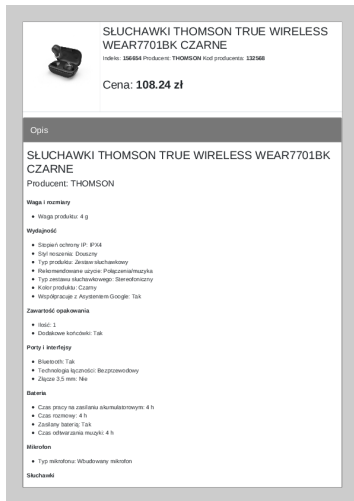 SŁUCHAWKI THOMSON TRUE WIRELESS
WEAR7701BK CZARNE
Indeks: 156654 Producent: THOMSON Kod producenta: 132568
Cena: 108.24 zł
Opis
SŁUCHAWKI THOMSON TRUE WIRELESS WEAR7701BK
CZARNE
Producent: THOMSON
Waga i rozmiary
Waga produktu: 4 g
Wydajność
Stopień ochrony IP: IPX4
Styl noszenia: Douszny
Typ produktu: Zestaw słuchawkowy
Rekomendowane użycie: Połączenia/muzyka
Typ zestawu słuchawkowego: Stereofoniczny
Kolor produktu: Czarny
Współpracuje z Asystentem Google: Tak
Zawartość opakowania
Ilość: 1
Dodakowe końcówki: Tak
Porty i interfejsy
Bluetooth: Tak
Technologia łączności: Bezprzewodowy
Złącze 3,5 mm: Nie
Bateria
Czas pracy na zasilaniu akumulatorowym: 4 h
Czas rozmowy: 4 h
Zasilany baterią: Tak
Czas odtwarzania muzyki: 4 h
Mikrofon
Typ mikrofonu: Wbudowany mikrofon
Słuchawki